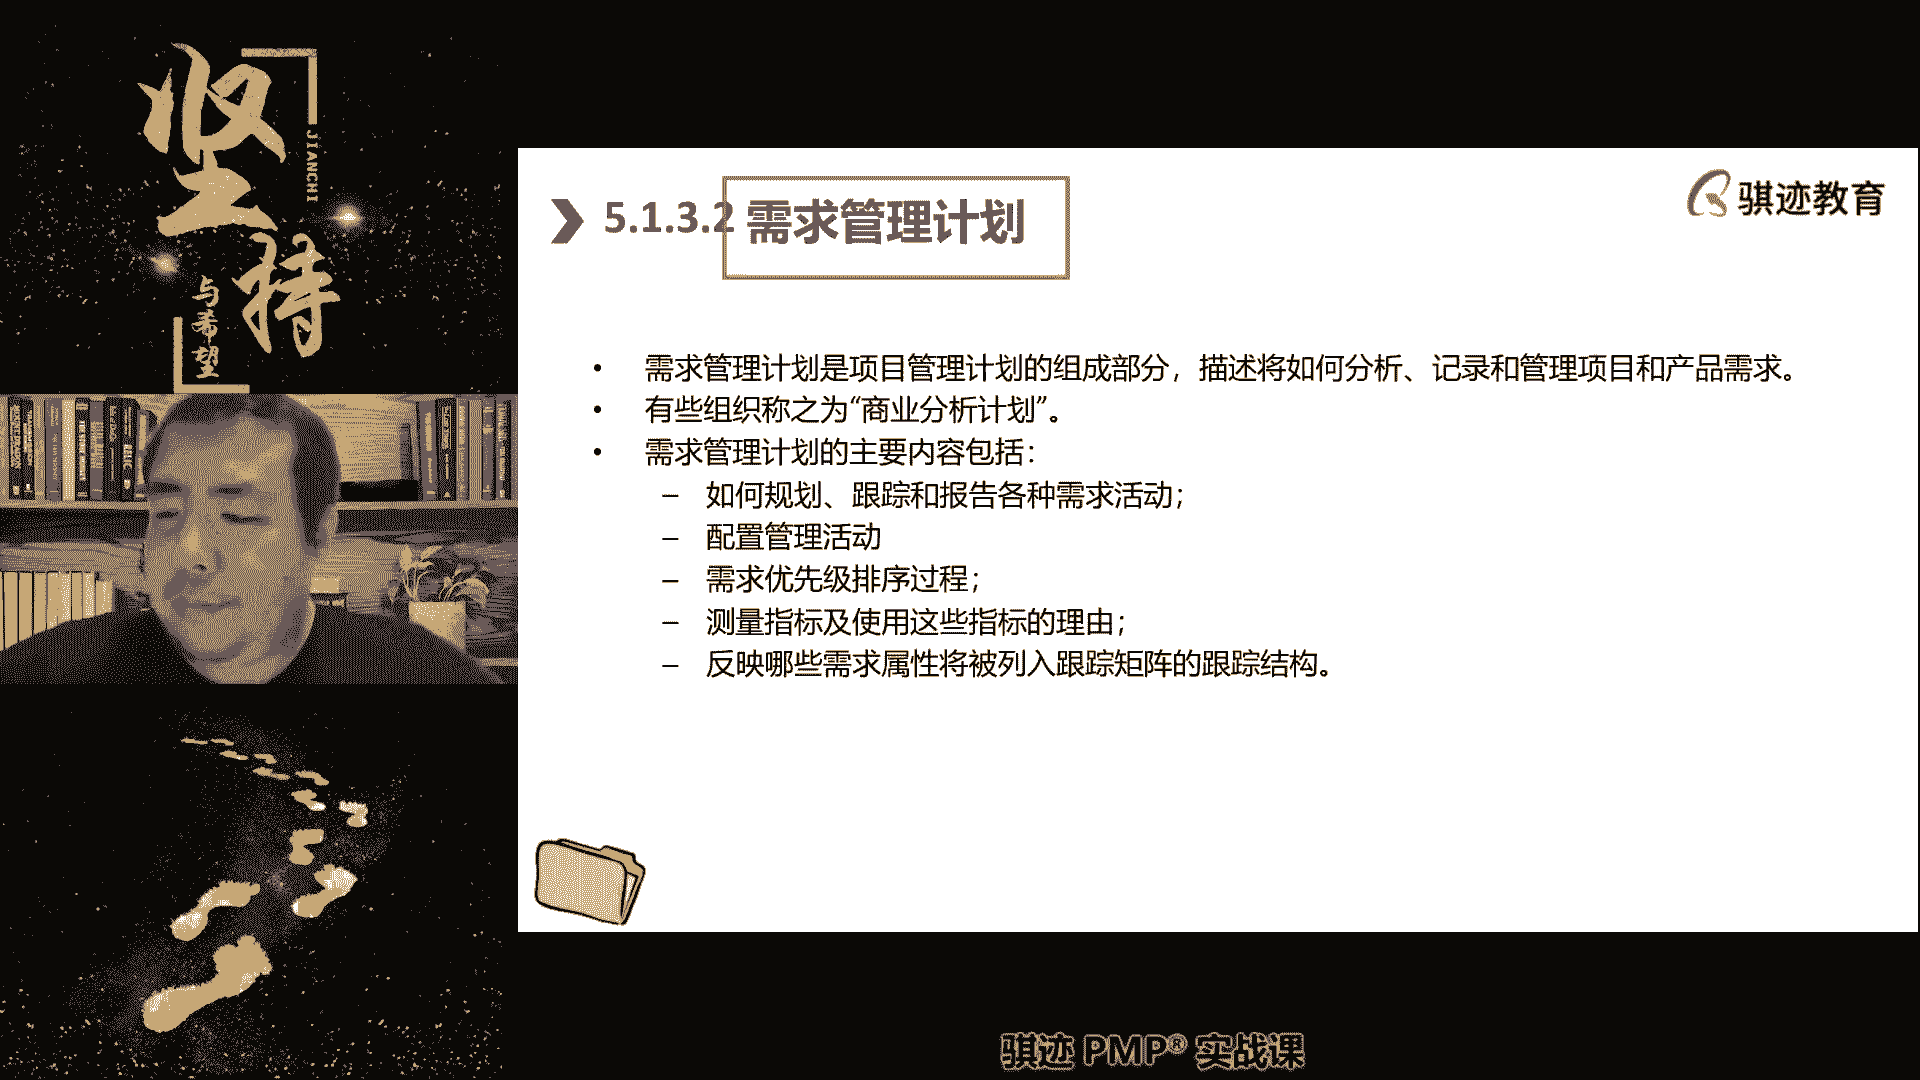 坚持
JIANCHI
与希望
5.1.3.2 需求管理计划
骐迹教育
• 需求管理计划是项目管理计划的组成部分，描述将如何分析、记录和管理项目和产品需求。
• 有些组织称之为“商业分析计划”。
• 需求管理计划的主要内容包括：
– 如何规划、跟踪和报告各种需求活动；
– 配置管理活动
– 需求优先级排序过程；
– 测量指标及使用这些指标的理由；
– 反映哪些需求属性将被列入跟踪矩阵的跟踪结构。
骐迹 PMP® 实战课